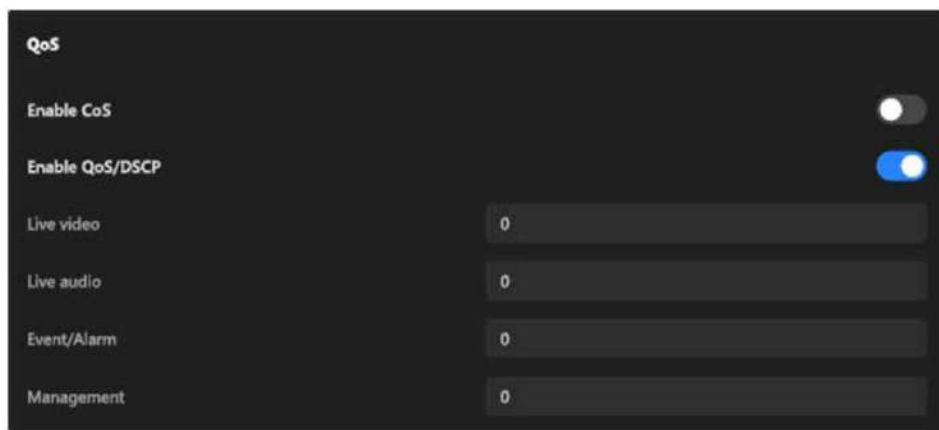 QoS
Enable CoS
Enable QoS/DSCP
Live video 0
Live audio 0
Event/Alarm 0
Management 0